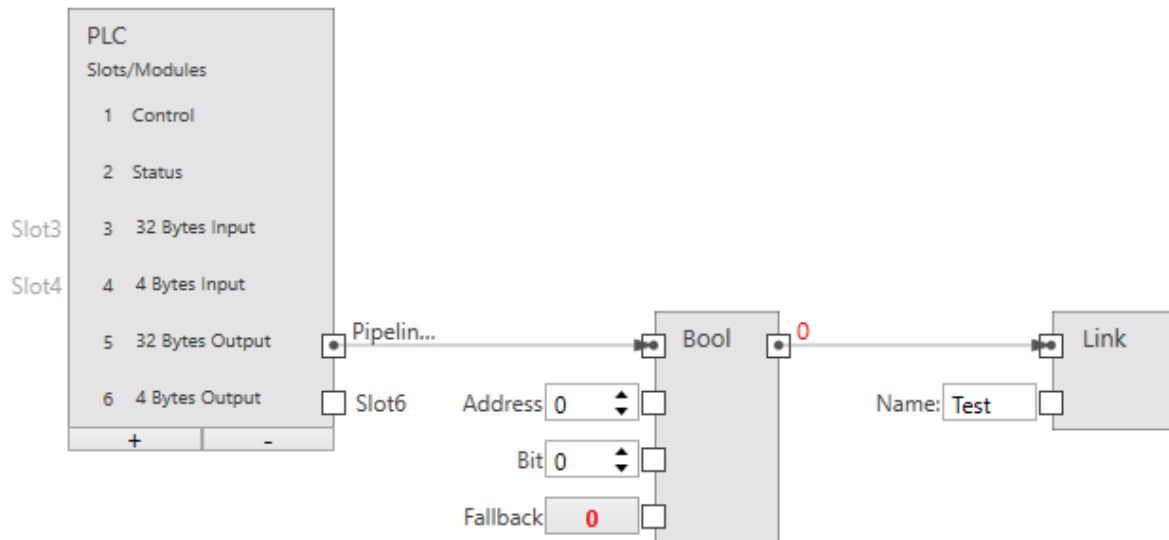 PLC
Slots/Modules
1 Control
2 Status
Slot3 3 32 Bytes Input
Slot4 4 4 Bytes Input
5 32 Bytes Output Pipelin... Bool 0 Link
6 4 Bytes Output Slot6 Address 0 Name: Test
+ -
Bit 0
Fallback 0